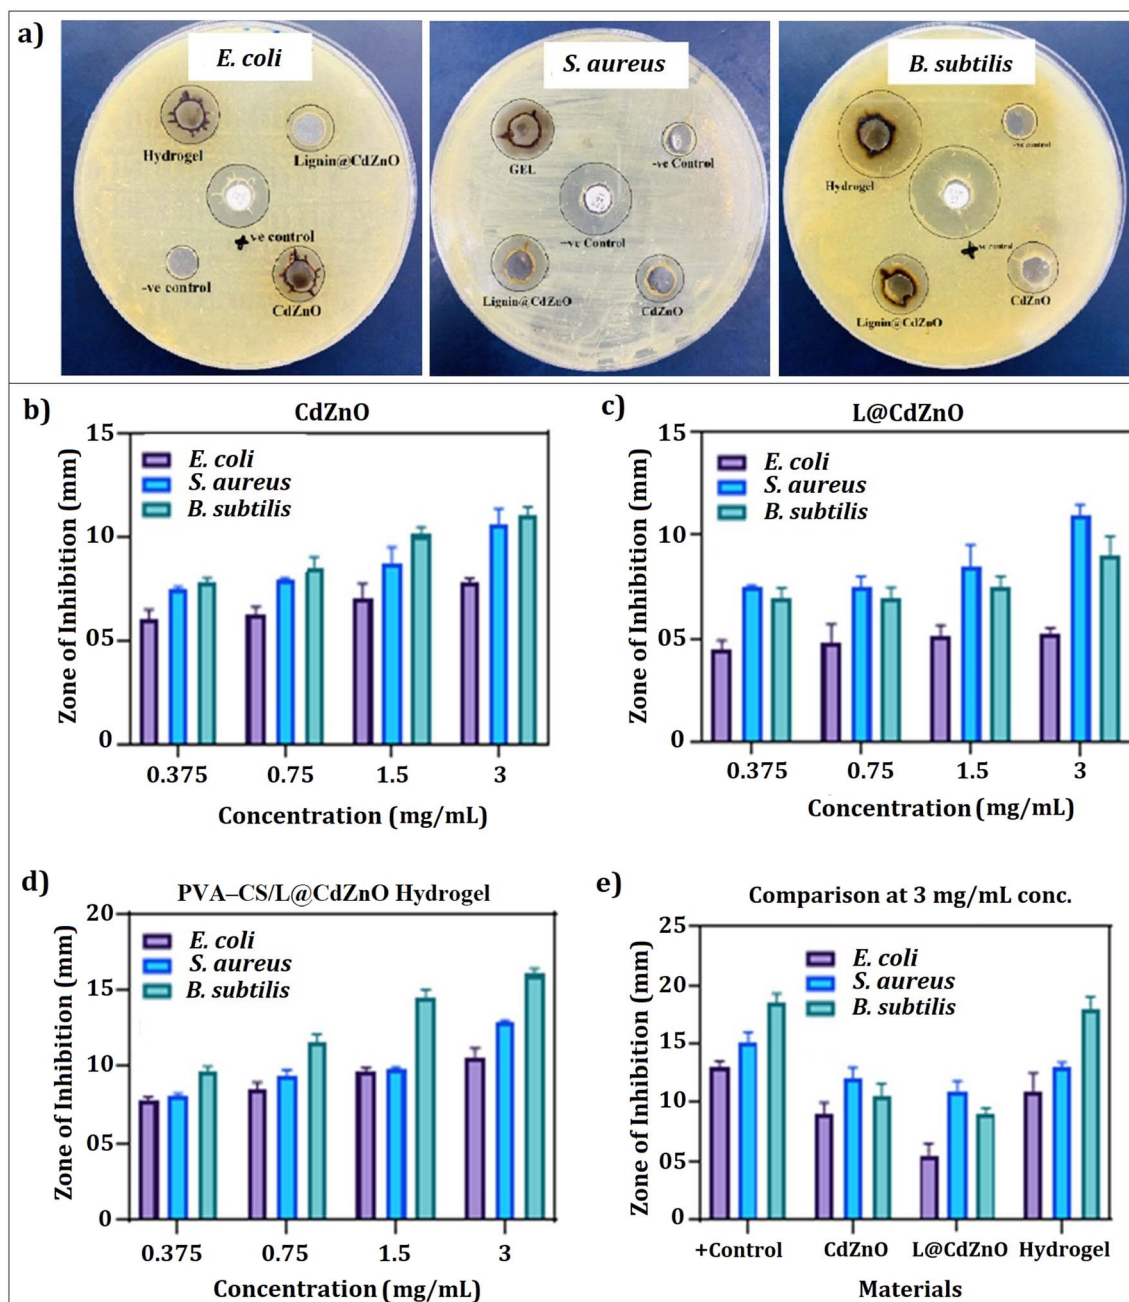 a)
E. coli
Hydrogel
Lignin@CdZnO
+ve control
-ve control
CdZnO
S. aureus
GEL
-ve Control
+ve Control
Lignin@CdZnO
CdZnO
B. subtilis
Hydrogel
-ve control
+ve control
Lignin@CdZnO
CdZnO
b)
CdZnO
Zone of Inhibition (mm)
15
10
05
0
E. coli
S. aureus
B. subtilis
0.375 0.75 1.5 3
Concentration (mg/mL)
c)
L@CdZnO
Zone of Inhibition (mm)
15
10
05
0
E. coli
S. aureus
B. subtilis
0.375 0.75 1.5 3
Concentration (mg/mL)
d)
PVA–CS/L@CdZnO Hydrogel
Zone of Inhibition (mm)
20
15
10
05
0
E. coli
S. aureus
B. subtilis
0.375 0.75 1.5 3
Concentration (mg/mL)
e)
Comparison at 3 mg/mL conc.
Zone of Inhibition (mm)
25
20
15
10
05
0
E. coli
S. aureus
B. subtilis
+Control CdZnO L@CdZnO Hydrogel
Materials